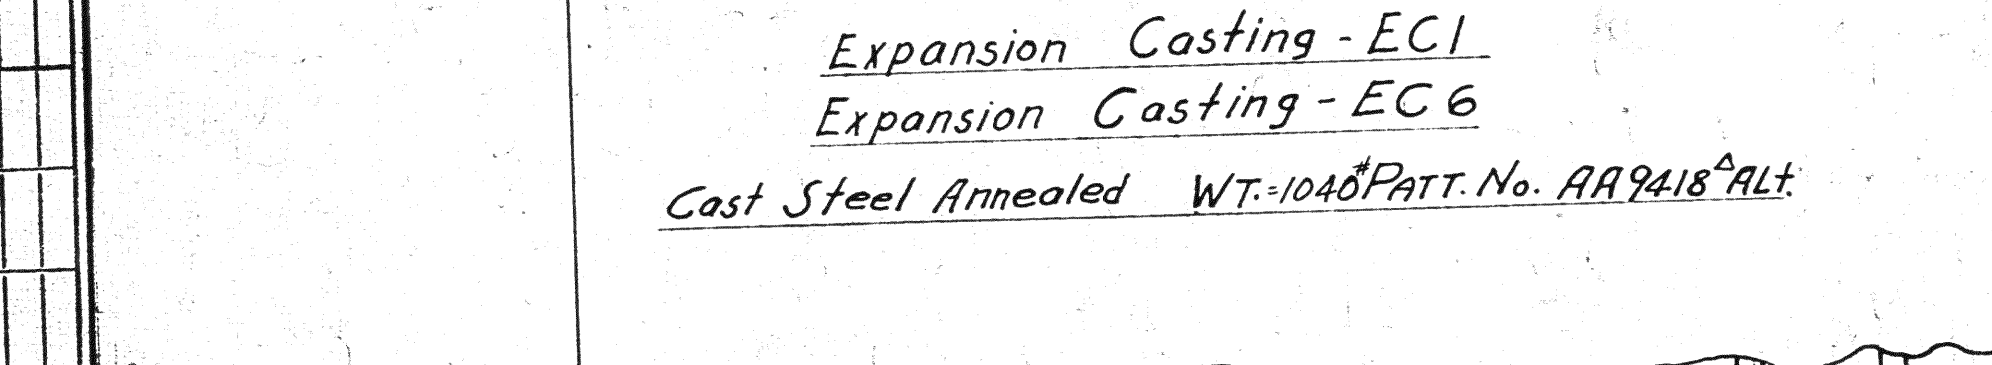 Expansion Casting - EC1
Expansion Casting - EC6
Cast Steel Annealed WT.=1040# PATT. No. AA9418△ALt.